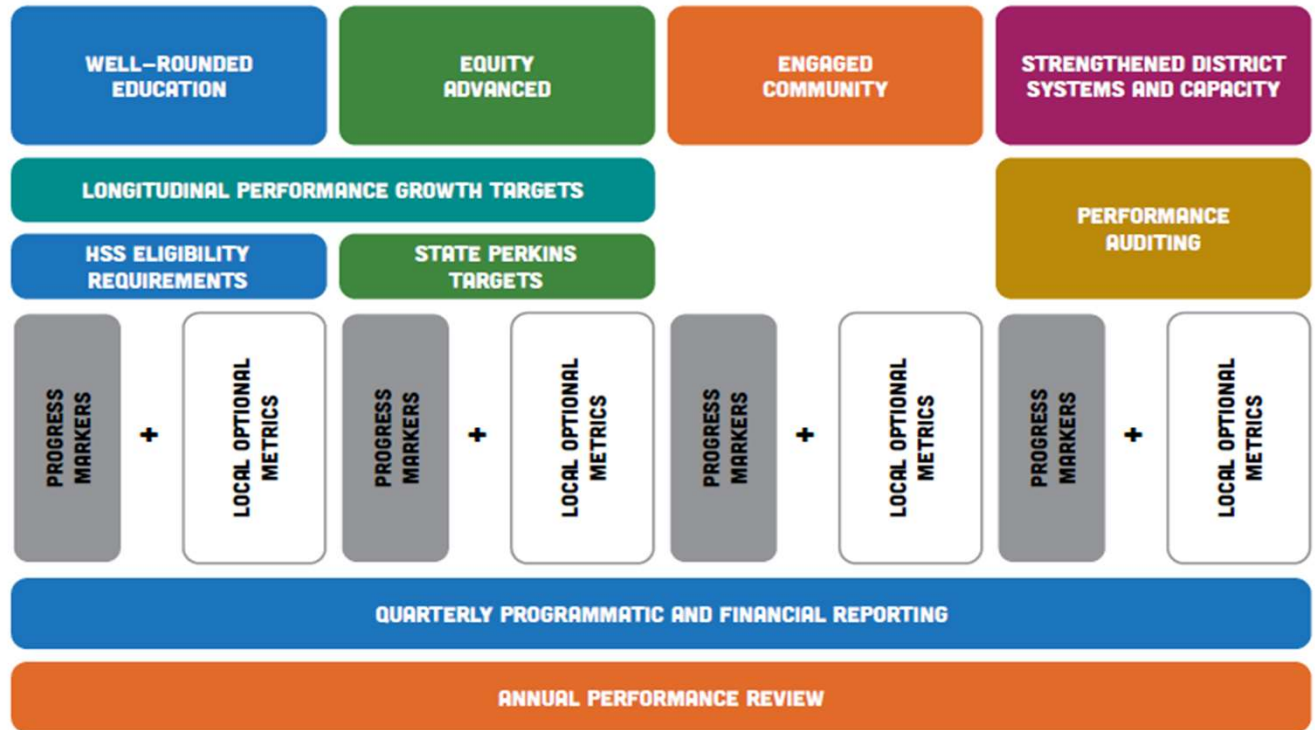 WELL-ROUNDED
EDUCATION
EQUITY
ADVANCED
ENGAGED
COMMUNITY
STRENGTHENED DISTRICT
SYSTEMS AND CAPACITY
LONGITUDINAL PERFORMANCE GROWTH TARGETS
PERFORMANCE
AUDITING
HSS ELIGIBILITY
REQUIREMENTS
STATE PERKINS
TARGETS
PROGRESS
MARKERS
+
LOCAL OPTIONAL
METRICS
PROGRESS
MARKERS
+
LOCAL OPTIONAL
METRICS
PROGRESS
MARKERS
+
LOCAL OPTIONAL
METRICS
PROGRESS
MARKERS
+
LOCAL OPTIONAL
METRICS
QUARTERLY PROGRAMMATIC AND FINANCIAL REPORTING
ANNUAL PERFORMANCE REVIEW